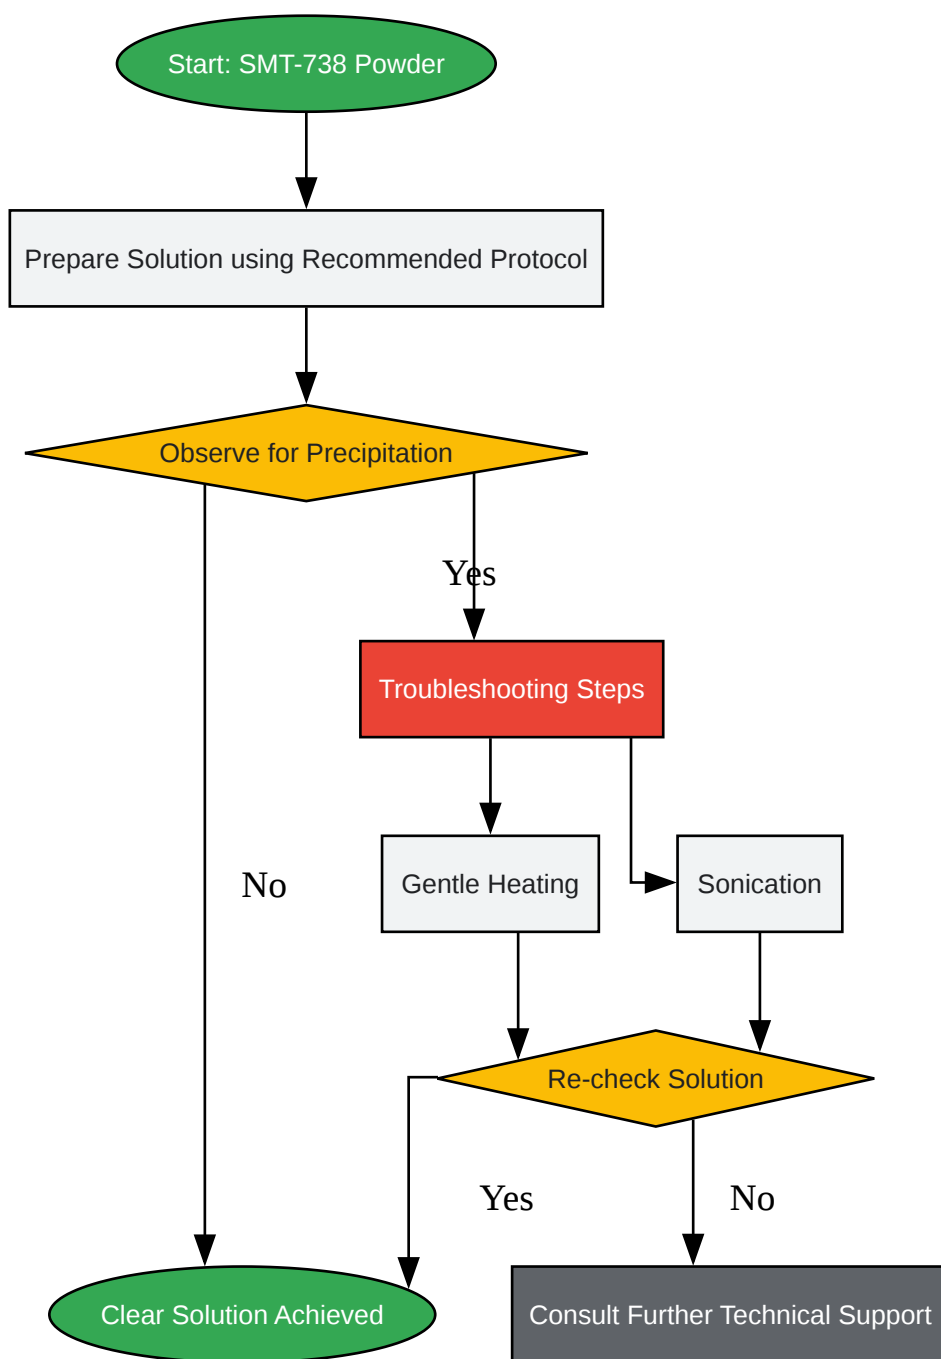 Start: SMT-738 Powder
Prepare Solution using Recommended Protocol
Observe for Precipitation
Yes
Troubleshooting Steps
No
Gentle Heating
Sonication
Re-check Solution
Yes
No
Clear Solution Achieved
Consult Further Technical Support